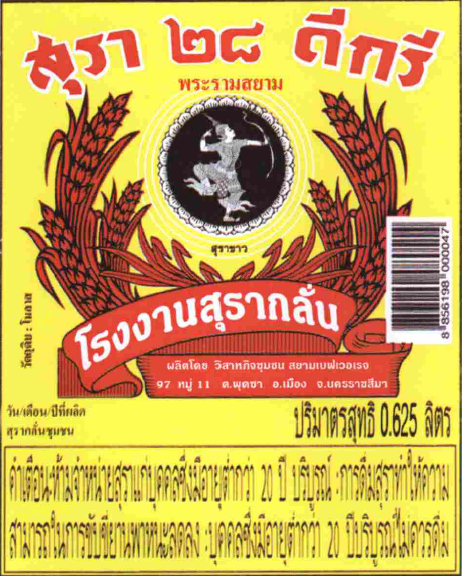 สุรา ๒๘ ดีกรี
พระรามสยาม
สุราขาว
วัตถุดิบ : โมลาส
8 856198 000047
โรงงานสุรากลั่น
ผลิตโดย วิสาหกิจชุมชน สยามเบฟเวอเรจ
97 หมู่ 11 ต.พุดซา อ.เมือง จ.นครราชสีมา
วัน/เดือน/ปีที่ผลิต
สุรากลั่นชุมชน
ปริมาตรสุทธิ 0.625 ลิตร
คำเตือน:ห้ามจำหน่ายสุราแก่บุคคลซึ่งมีอายุต่ำกว่า 20 ปี บริบูรณ์ :การดื่มสุราทำให้ความ
สามารถในการขับขี่ยานพาหนะลดลง :บุคคลซึ่งมีอายุต่ำกว่า 20 ปีบริบูรณ์ไม่ควรดื่ม